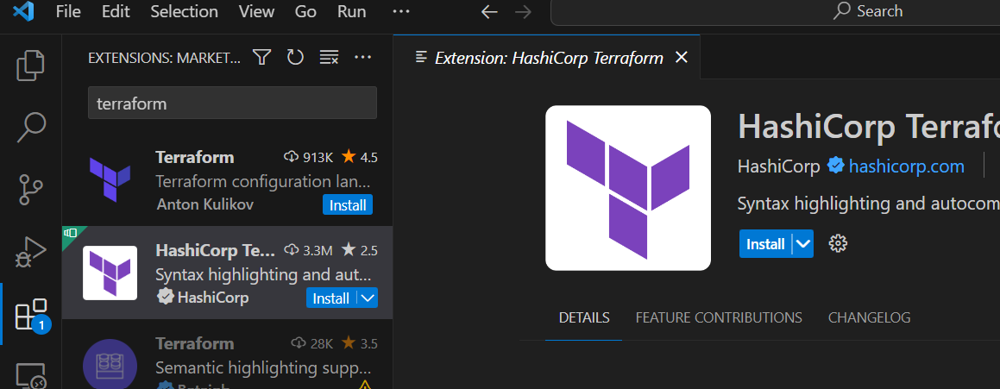 File Edit Selection View Go Run ...
Search
EXTENSIONS: MARKET...
terraform
Terraform 913K 4.5
Terraform configuration lan...
Anton Kulikov Install
HashiCorp Te... 3.3M 2.5
Syntax highlighting and aut...
HashiCorp Install
Terraform 28K 3.5
Semantic highlighting supp...
1
Extension: HashiCorp Terraform
HashiCorp Terrafo
HashiCorp hashicorp.com
Syntax highlighting and autocom
Install
DETAILS FEATURE CONTRIBUTIONS CHANGELOG